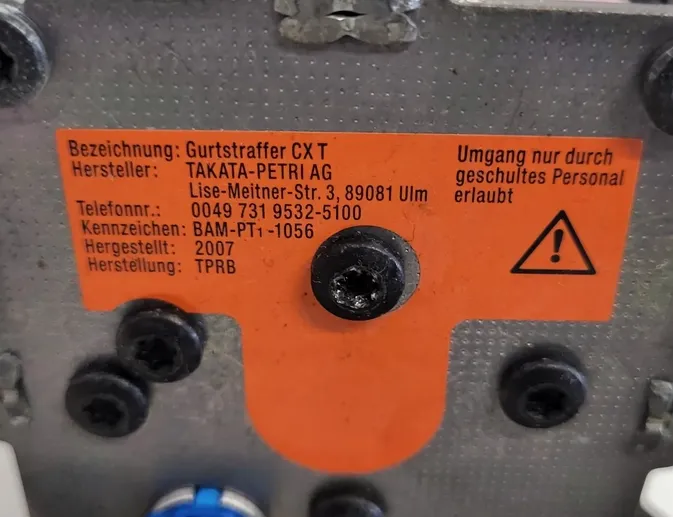 Bezeichnung: Gurtstraffer CX T
Hersteller: TAKATA-PETRI AG
Lise-Meitner-Str. 3, 89081 Ulm
Telefonnr.: 0049 731 9532-5100
Kennzeichen: BAM-PT₁-1056
Hergestellt: 2007
Herstellung: TPRB
Umgang nur durch
geschultes Personal
erlaubt
!